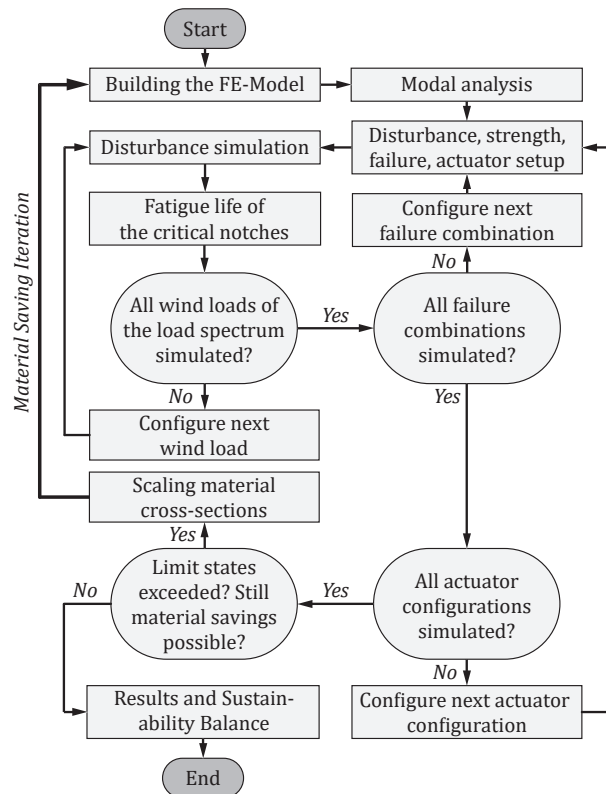 Start
Building the FE-Model
Modal analysis
Disturbance simulation
Disturbance, strength,
failure, actuator setup
Fatigue life of
the critical notches
Configure next
failure combination
No
All wind loads of
the load spectrum
simulated?
Yes
All failure
combinations
simulated?
No
Yes
Configure next
wind load
Material Saving Iteration
Scaling material
cross-sections
Yes
Limit states
exceeded? Still
material savings
possible?
No
Yes
All actuator
configurations
simulated?
No
Results and Sustain-
ability Balance
Configure next actuator
configuration
End